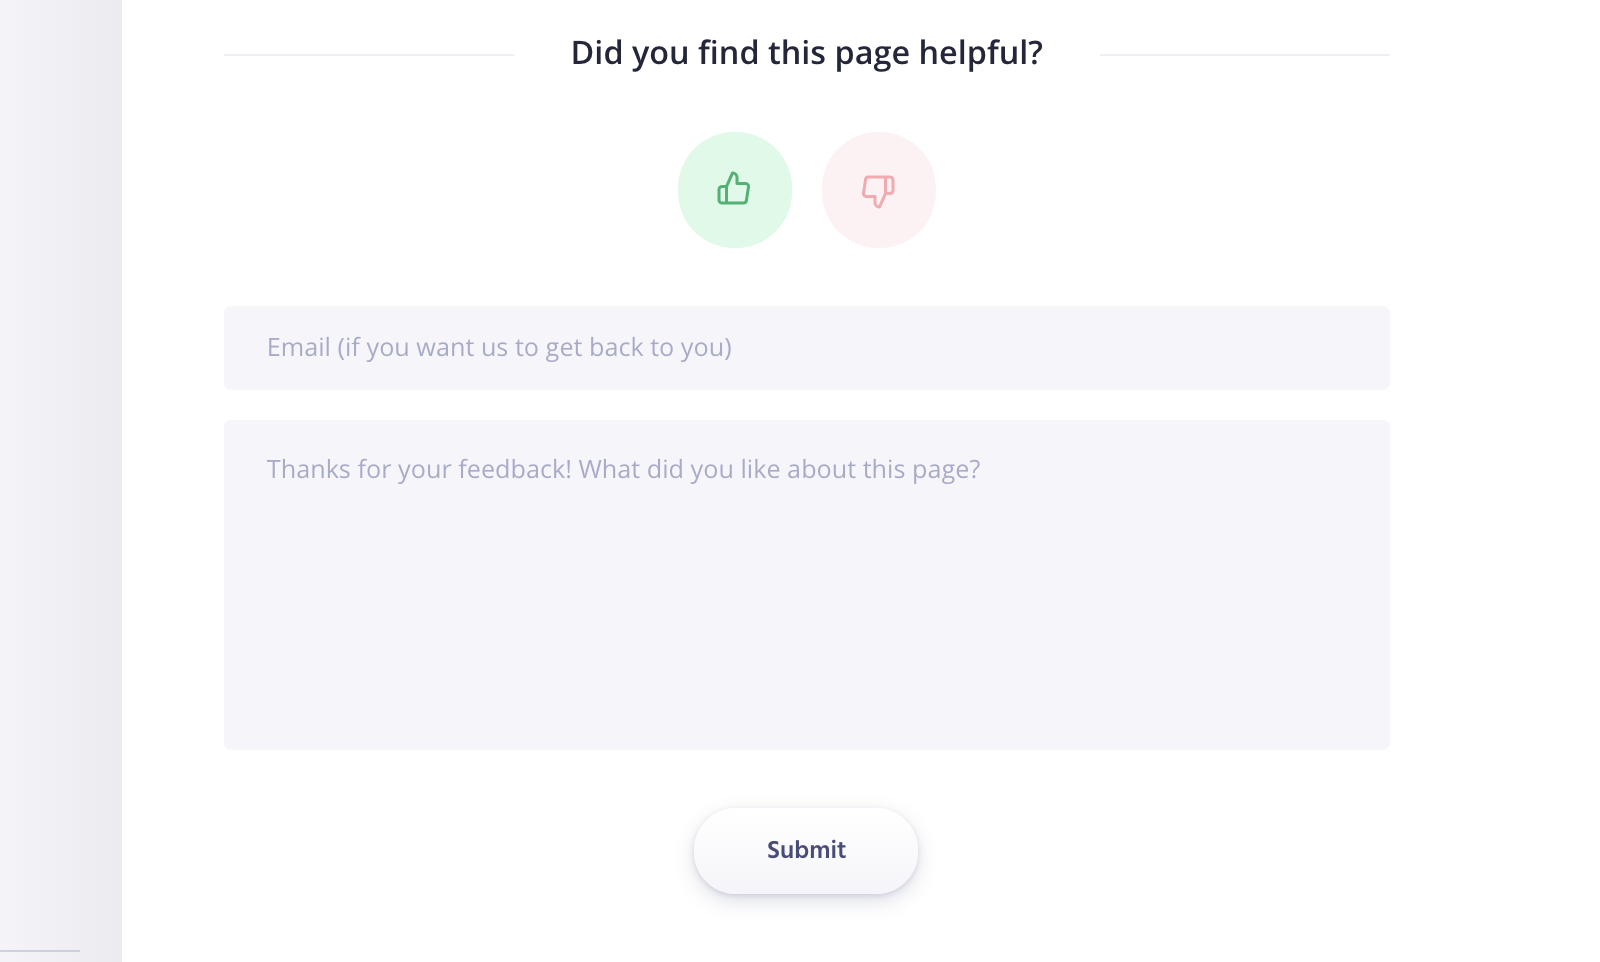 Did you find this page helpful?
Email (if you want us to get back to you)
Thanks for your feedback! What did you like about this page?
Submit